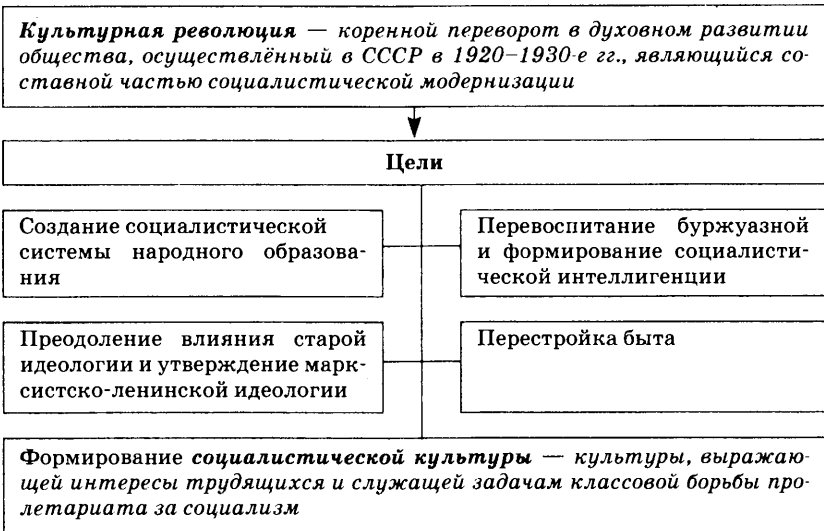 Культурная революция — коренной переворот в духовном развитии
общества, осуществлённый в СССР в 1920–1930-е гг., являющийся со-
ставной частью социалистической модернизации
Цели
Создание социалистической
системы народного образова-
ния
Перевоспитание буржуазной
и формирование социалисти-
ческой интеллигенции
Преодоление влияния старой
идеологии и утверждение марк-
систско-ленинской идеологии
Перестройка быта
Формирование социалистической культуры — культуры, выражаю-
щей интересы трудящихся и служащей задачам классовой борьбы про-
летариата за социализм